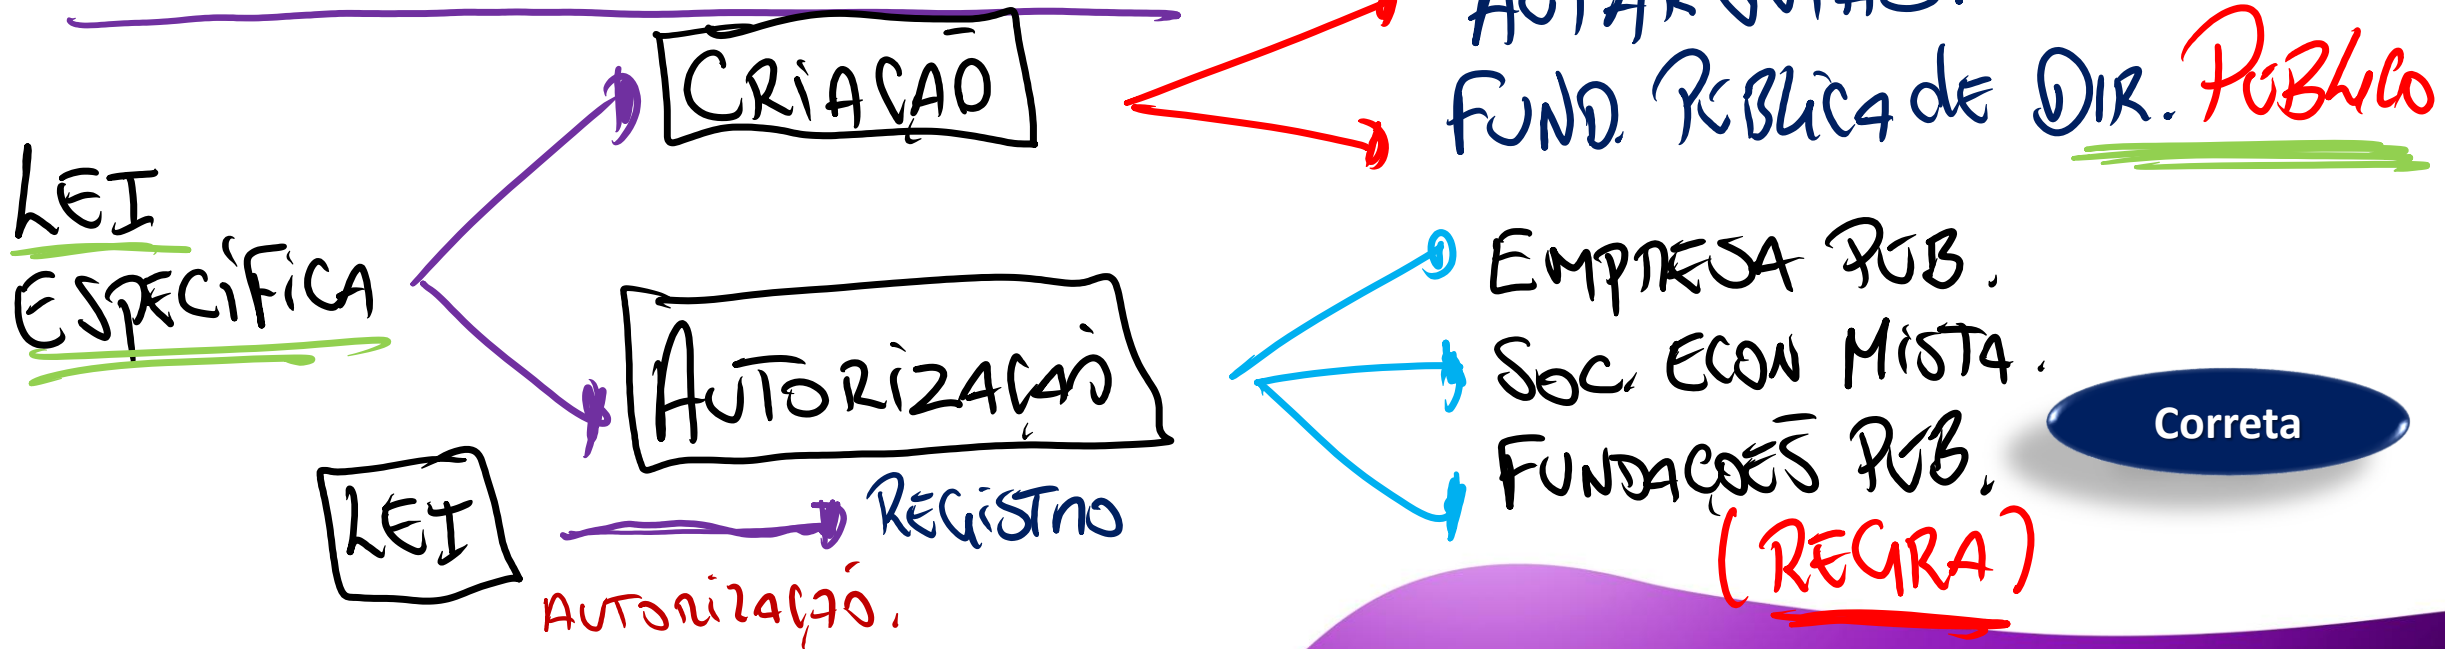 AUTARQUIAS.
CRIAÇÃO
FUND. PÚBLICA de DIR. PÚBLICO
LEI
ESPECÍFICA
AUTORIZAÇÃO
EMPRESA PÚB.
SOC. ECON MISTA.
FUNDAÇÕES PÚB.
(REGRA)
Correta
LEI
REGISTRO
AUTORIZAÇÃO.